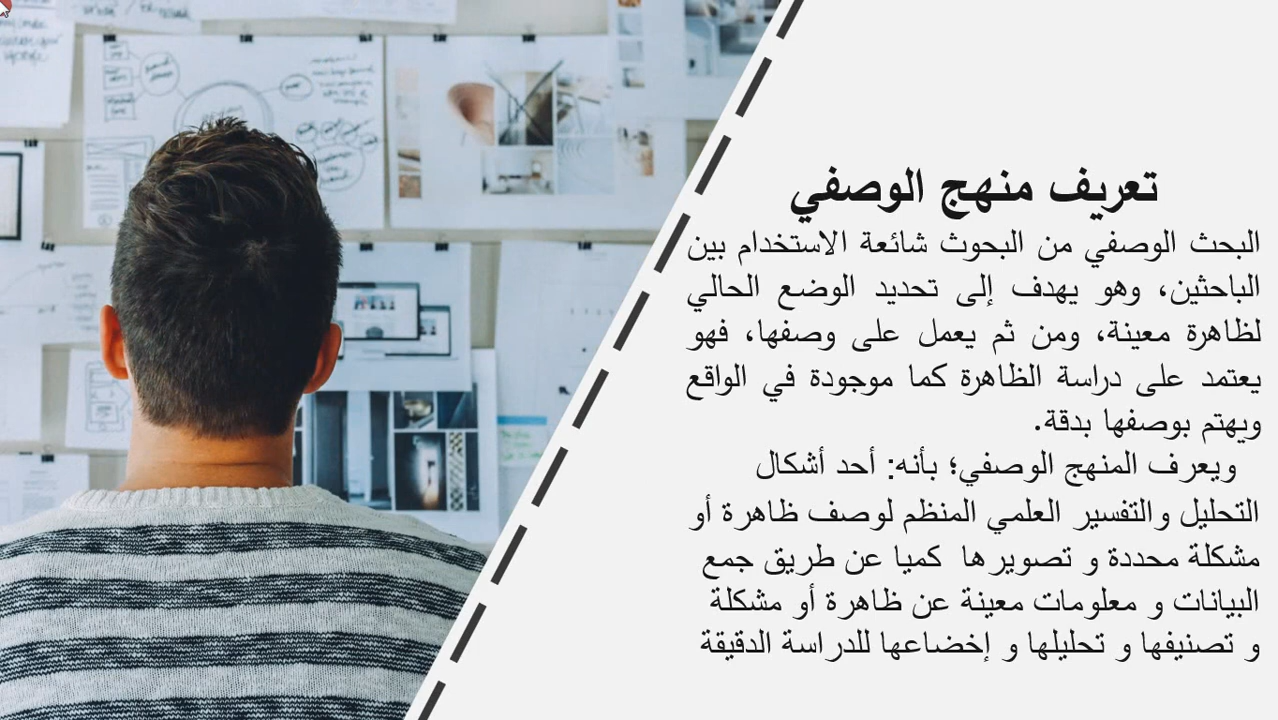 تعريف منهج الوصفي
البحث الوصفي من البحوث شائعة الاستخدام بين
الباحثين، وهو يهدف إلى تحديد الوضع الحالي
لظاهرة معينة، ومن ثم يعمل على وصفها، فهو
يعتمد على دراسة الظاهرة كما موجودة في الواقع
ويهتم بوصفها بدقة.
ويعرف المنهج الوصفي؛ بأنه: أحد أشكال
التحليل والتفسير العلمي المنظم لوصف ظاهرة أو
مشكلة محددة و تصويرها كميا عن طريق جمع
البيانات و معلومات معينة عن ظاهرة أو مشكلة
و تصنيفها و تحليلها و إخضاعها للدراسة الدقيقة